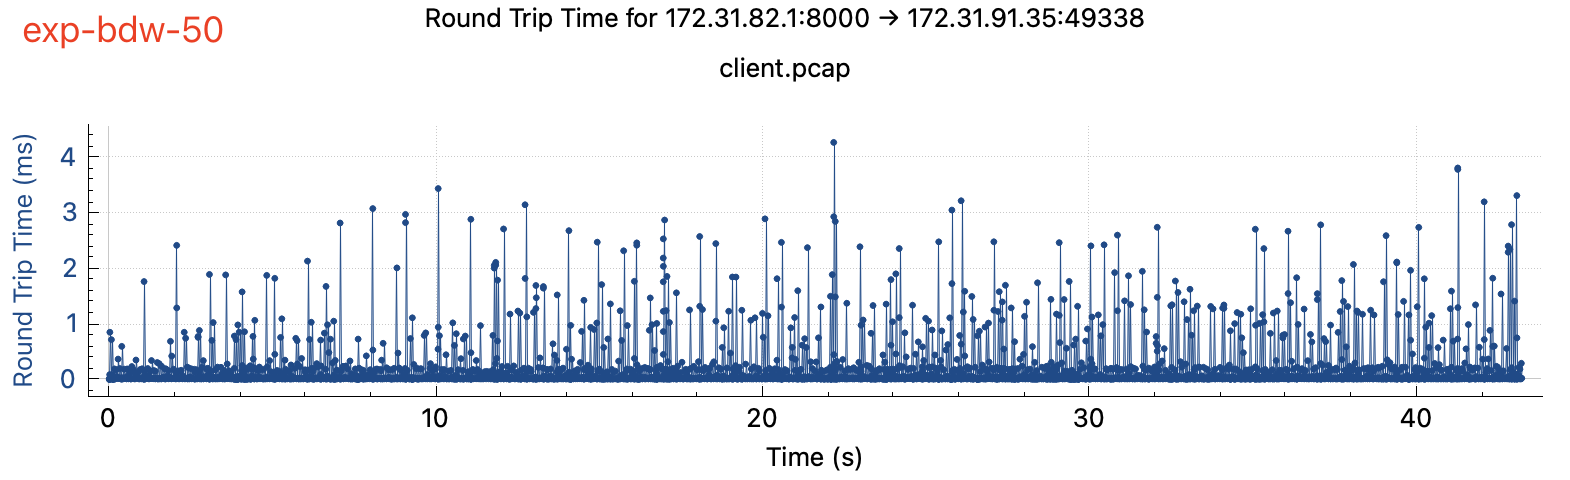 exp-bdw-50
Round Trip Time for 172.31.82.1:8000 → 172.31.91.35:49338
client.pcap
Round Trip Time (ms)
4
3
2
1
0
0 10 20 30 40
Time (s)